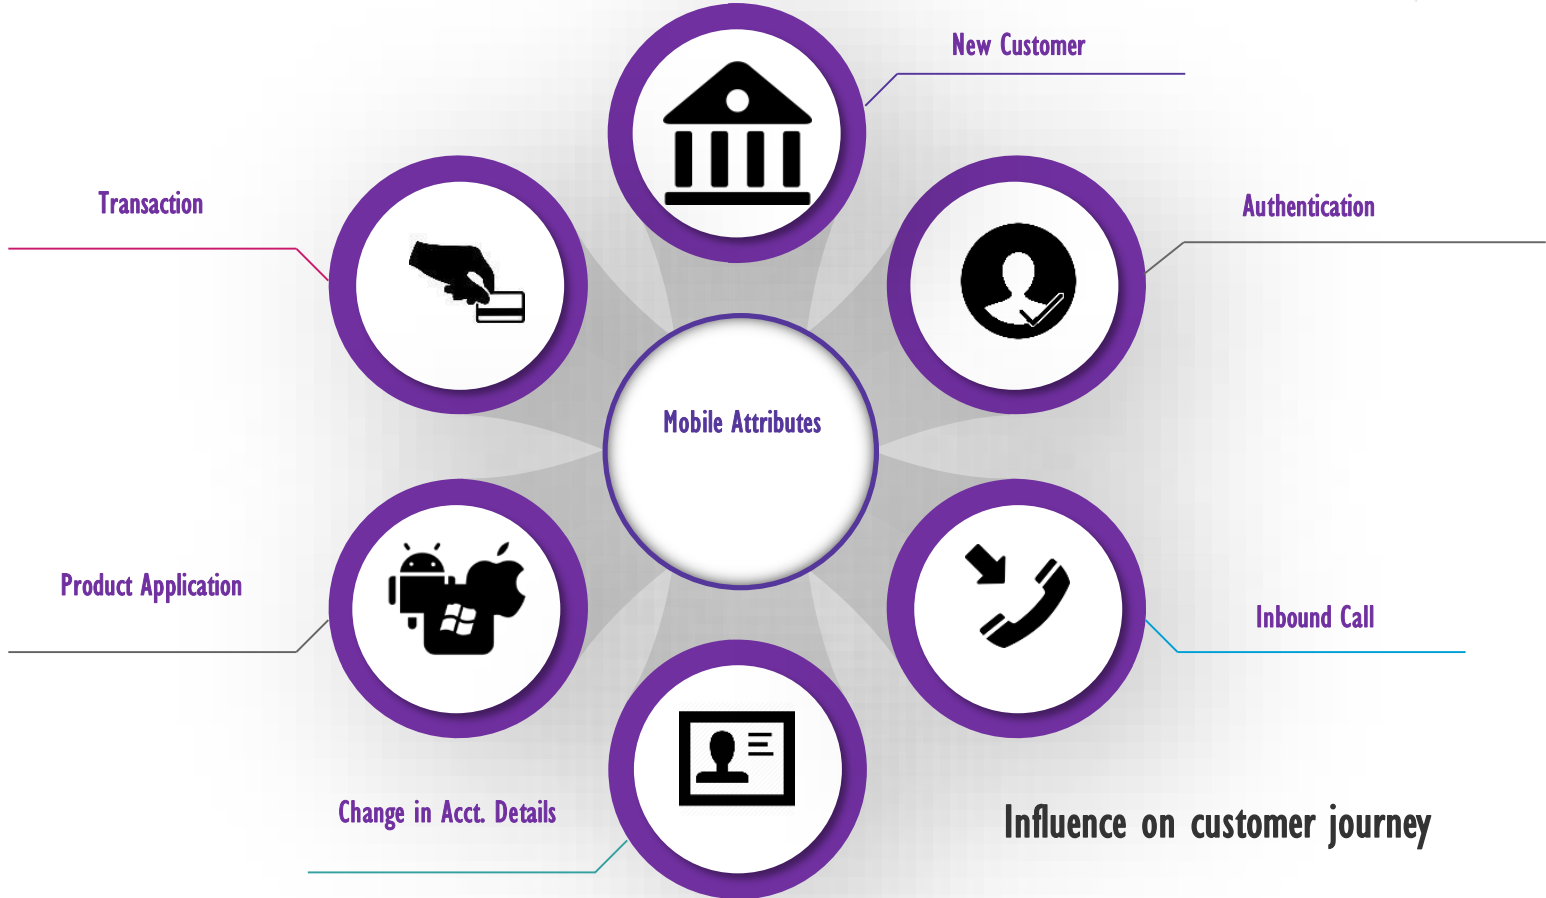 New Customer
Transaction
Authentication
Mobile Attributes
Product Application
Inbound Call
Change in Acct. Details
Influence on customer journey